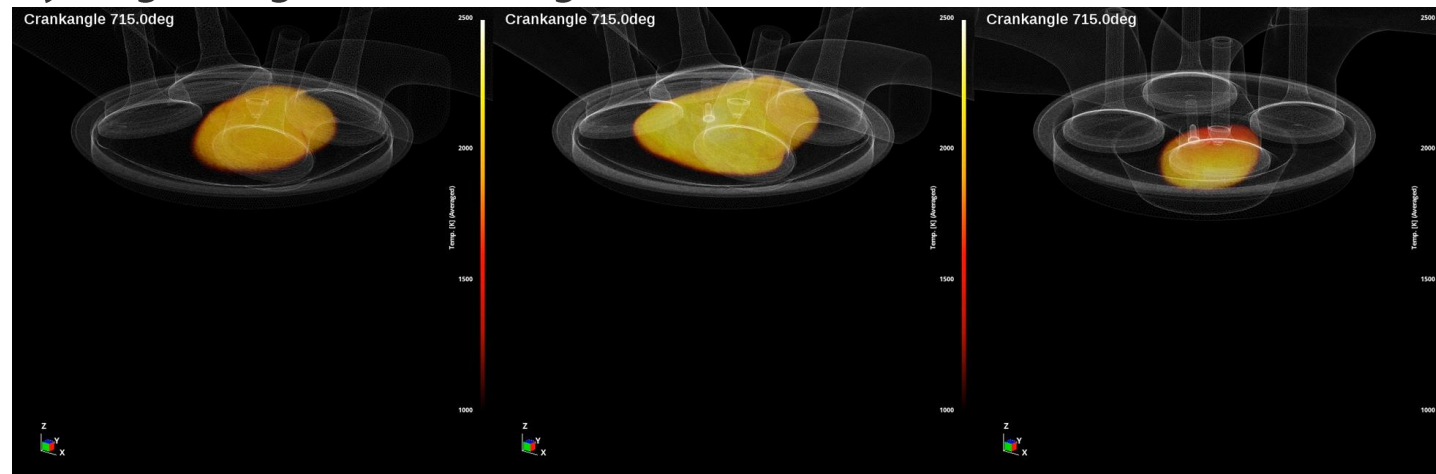 Crankangle 715.0deg
2500
2000
Temp. [K] (Averaged)
1500
1000
Z
Y
X
Crankangle 715.0deg
2500
2000
Temp. [K] (Averaged)
1500
1000
Z
Y
X
Crankangle 715.0deg
2500
2000
Temp. [K] (Averaged)
1500
1000
Z
Y
X